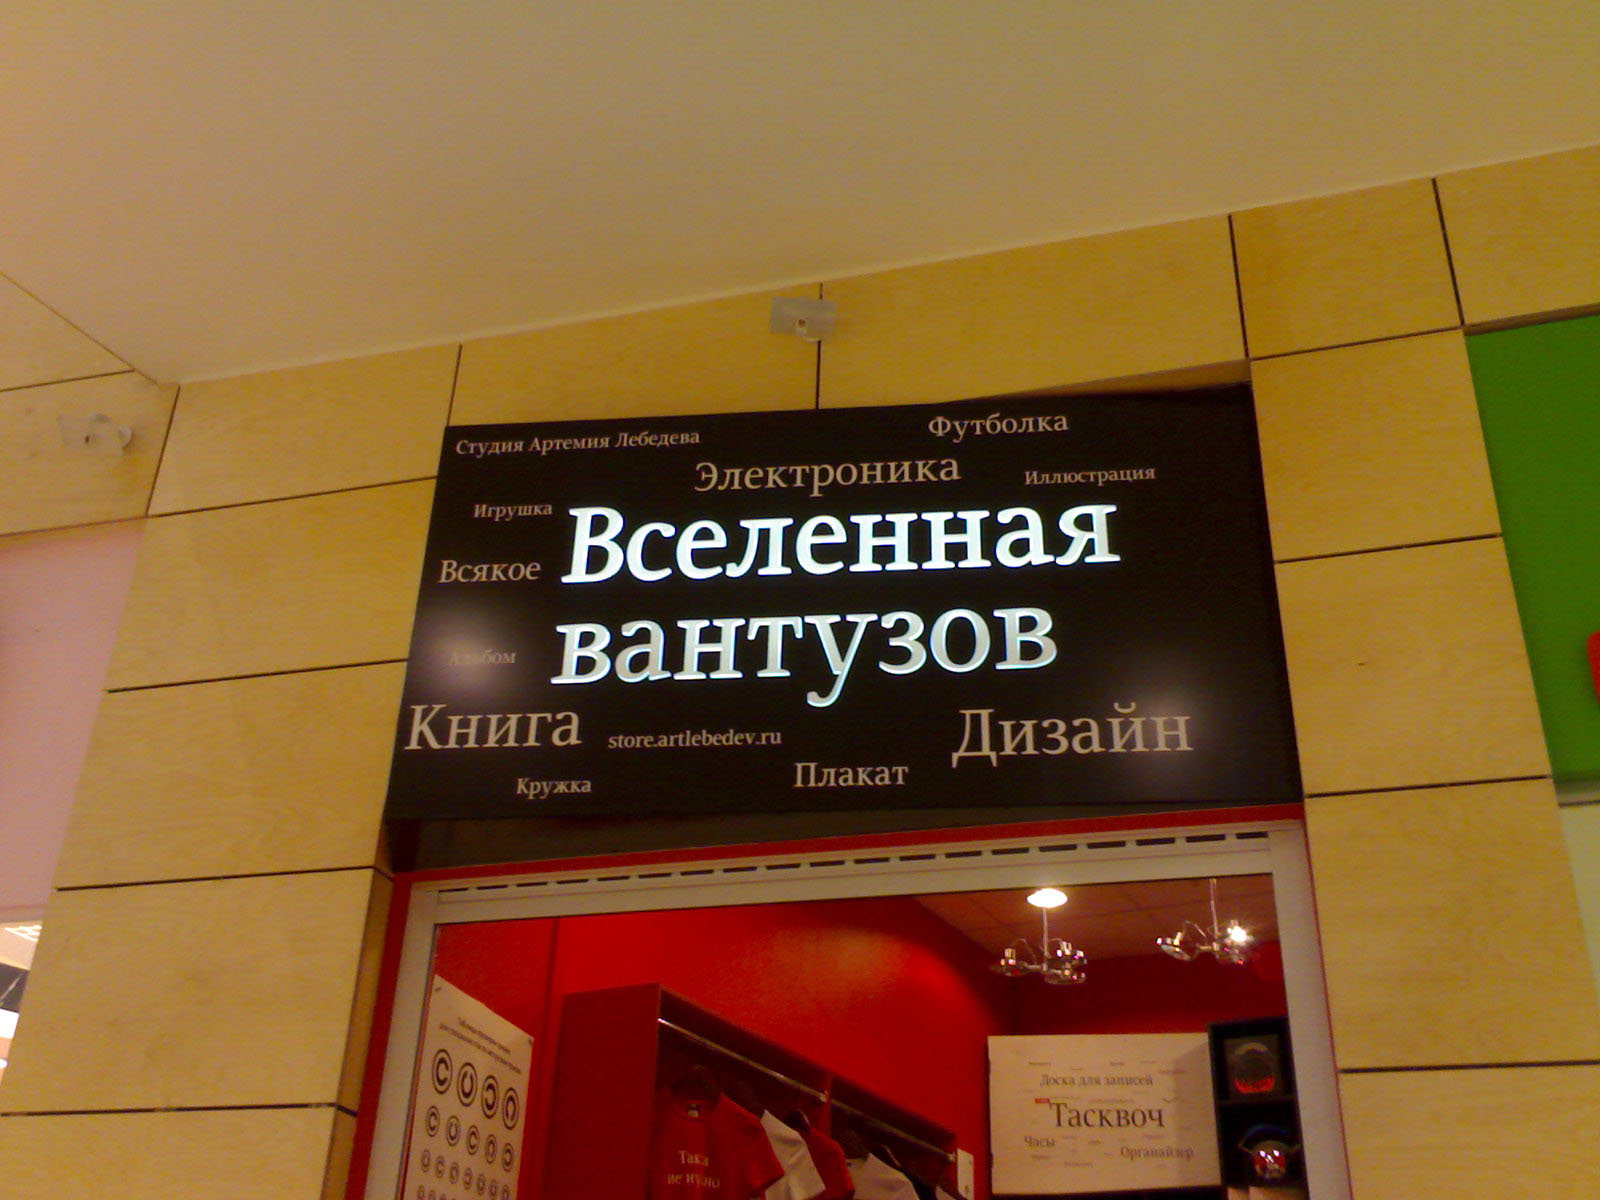 Студия Артемия Лебедева
Футболка
Электроника
Иллюстрация
Игрушка
Вселенная
Всякое
вантузов
Альбом
Книга
store.artlebedev.ru
Дизайн
Плакат
Кружка
Доска для записей
Тасквоч
Часы
Органайзер